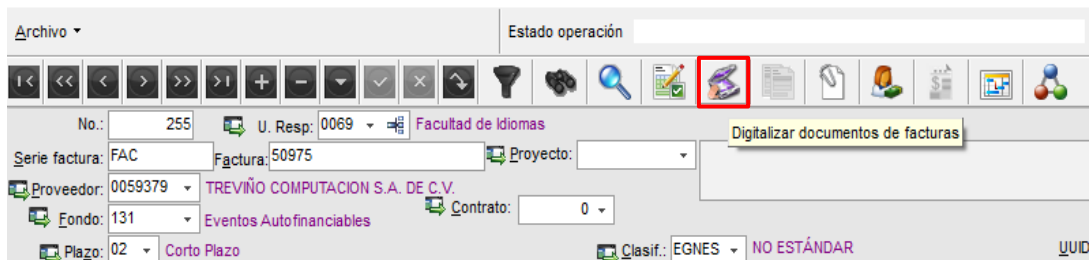 Archivo Estado operación
No.: 255 U. Resp: 0069 Facultad de Idiomas
Digitalizar documentos de facturas
Serie factura: FAC Factura: 50975 Proyecto:
Proveedor: 0059379 TREVIÑO COMPUTACION S.A. DE C.V.
Contrato: 0
Fondo: 131 Eventos Autofinanciables
Plazo: 02 Corto Plazo Clasif.: EGNES NO ESTÁNDAR UUID